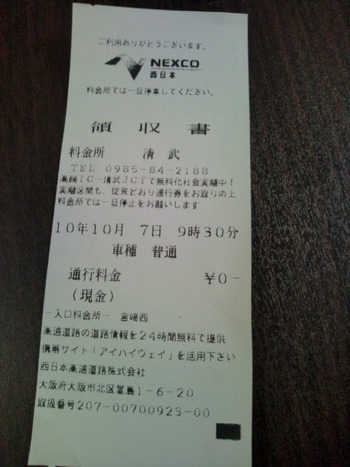 ご利用ありがとうございます。
NEXCO
西日本
料金所では一旦停車してください。
領収書
料金所 清武
TEL 0985-84-2188
高鍋IC~清武JCTで無料化社会実験中!
実験区間も、従来どおり通行券をお取りの上
料金所では一旦停止をお願いします
10年10月 7日 9時30分
車種 普通
通行料金 ¥0-
(現金)
-入口料金所- 宮崎西
高速道路の道路情報を24時間無料で提供
携帯サイト「アイハイウェイ」を活用下さい
西日本高速道路株式会社
大阪府大阪市北区堂島1-6-20
取扱番号207-00700923-00